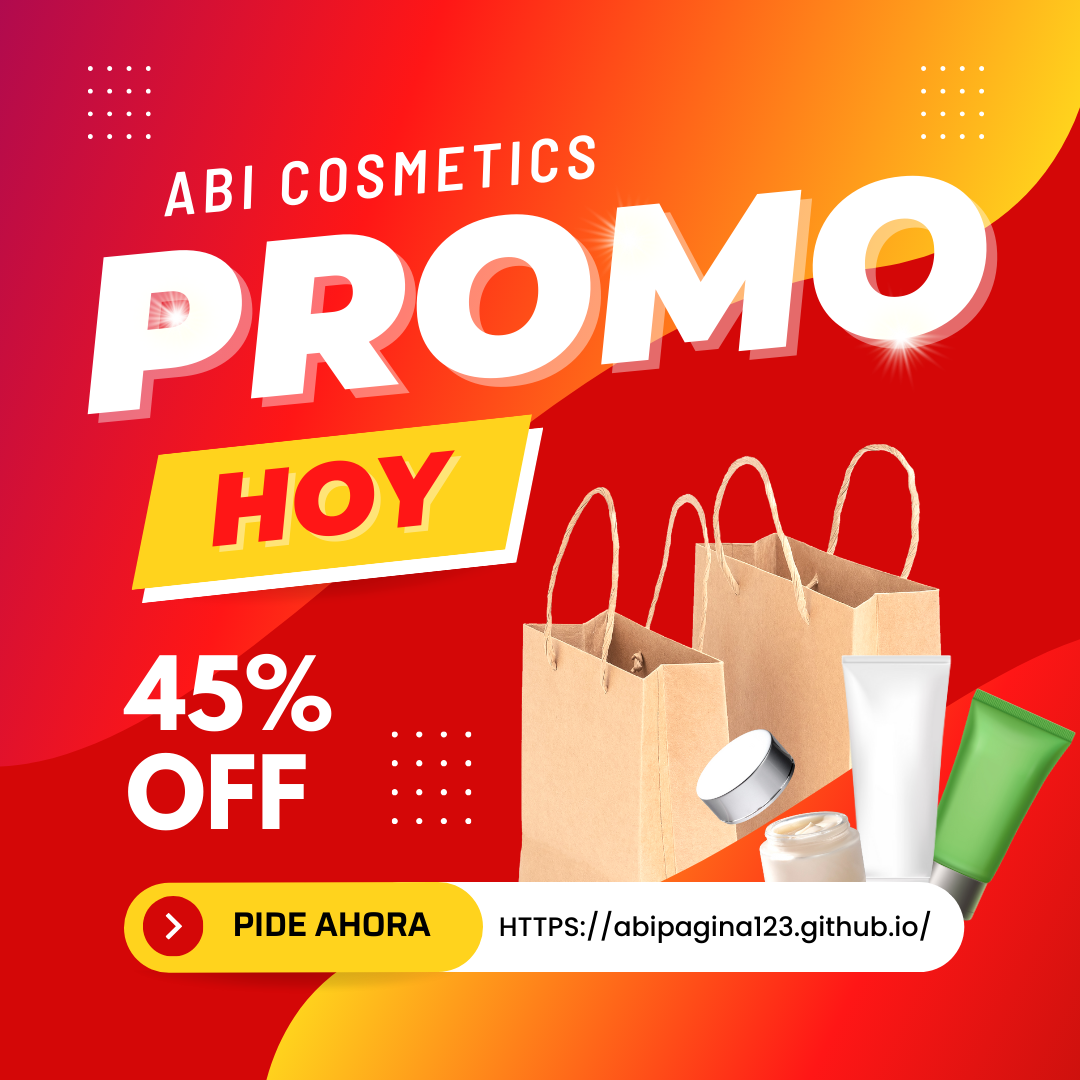 ABI COSMETICS
PROMO
HOY
45%
OFF
PIDE AHORA
HTTPS://abipagina123.github.io/